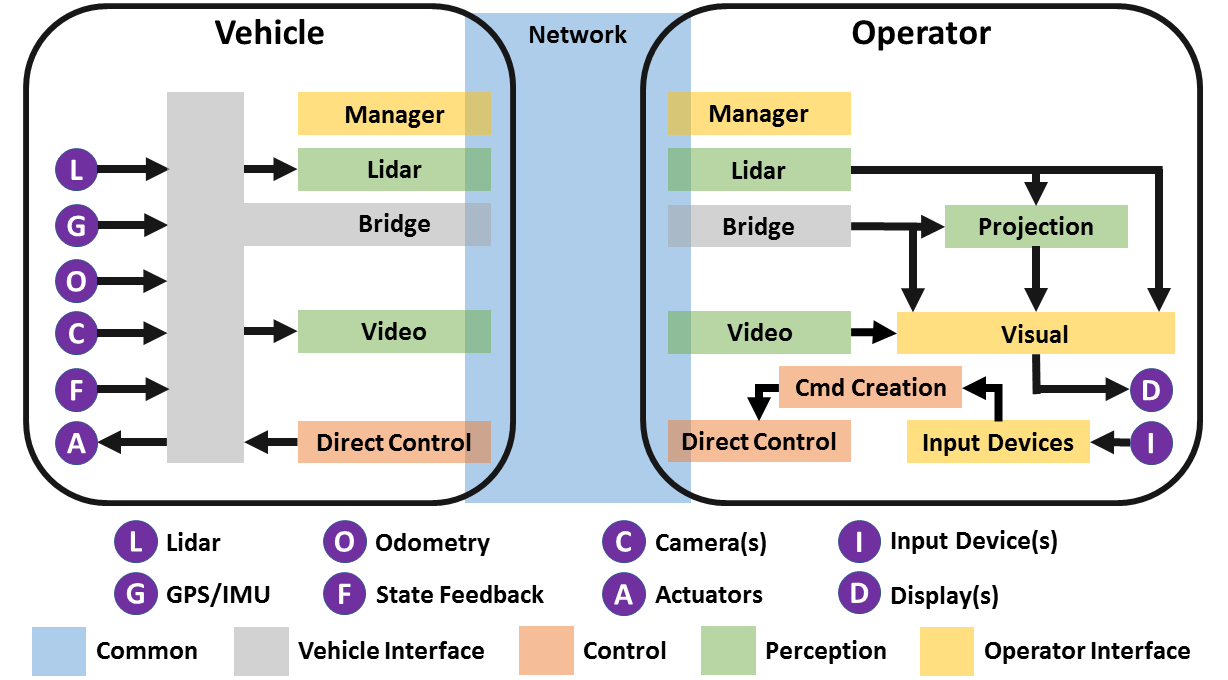 Vehicle
Network
Operator
Manager
Manager
L
Lidar
Lidar
G
Bridge
Bridge
Projection
O
C
Video
Video
Visual
F
Cmd Creation
D
A
Direct Control
Direct Control
Input Devices
I
L Lidar
O Odometry
C Camera(s)
I Input Device(s)
G GPS/IMU
F State Feedback
A Actuators
D Display(s)
Common
Vehicle Interface
Control
Perception
Operator Interface